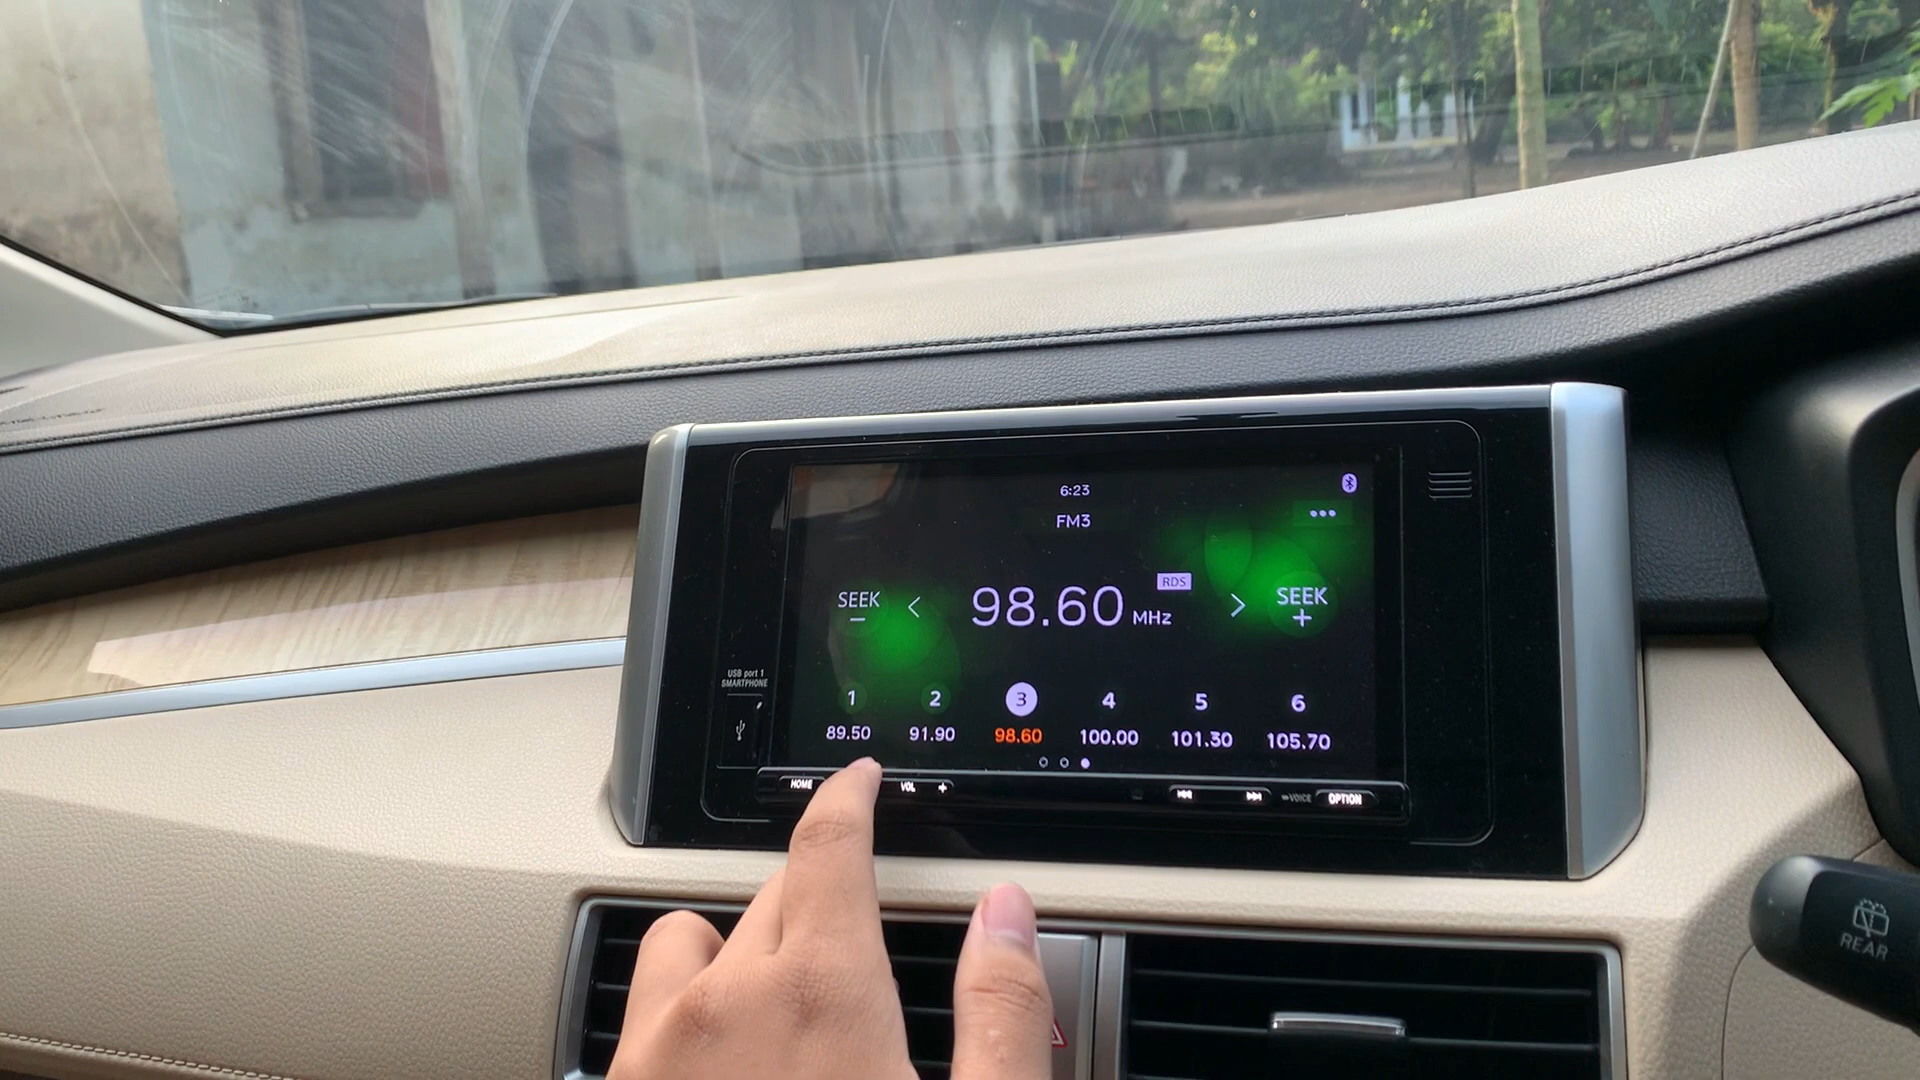 6:23
FM3
•••
SEEK
−
<
98.60 MHz
RDS
>
SEEK
+
1 2 3 4 5 6
89.50 91.90 98.60 100.00 101.30 105.70
USB port 1
SMARTPHONE
HOME VOL + VOICE OPTION
REAR